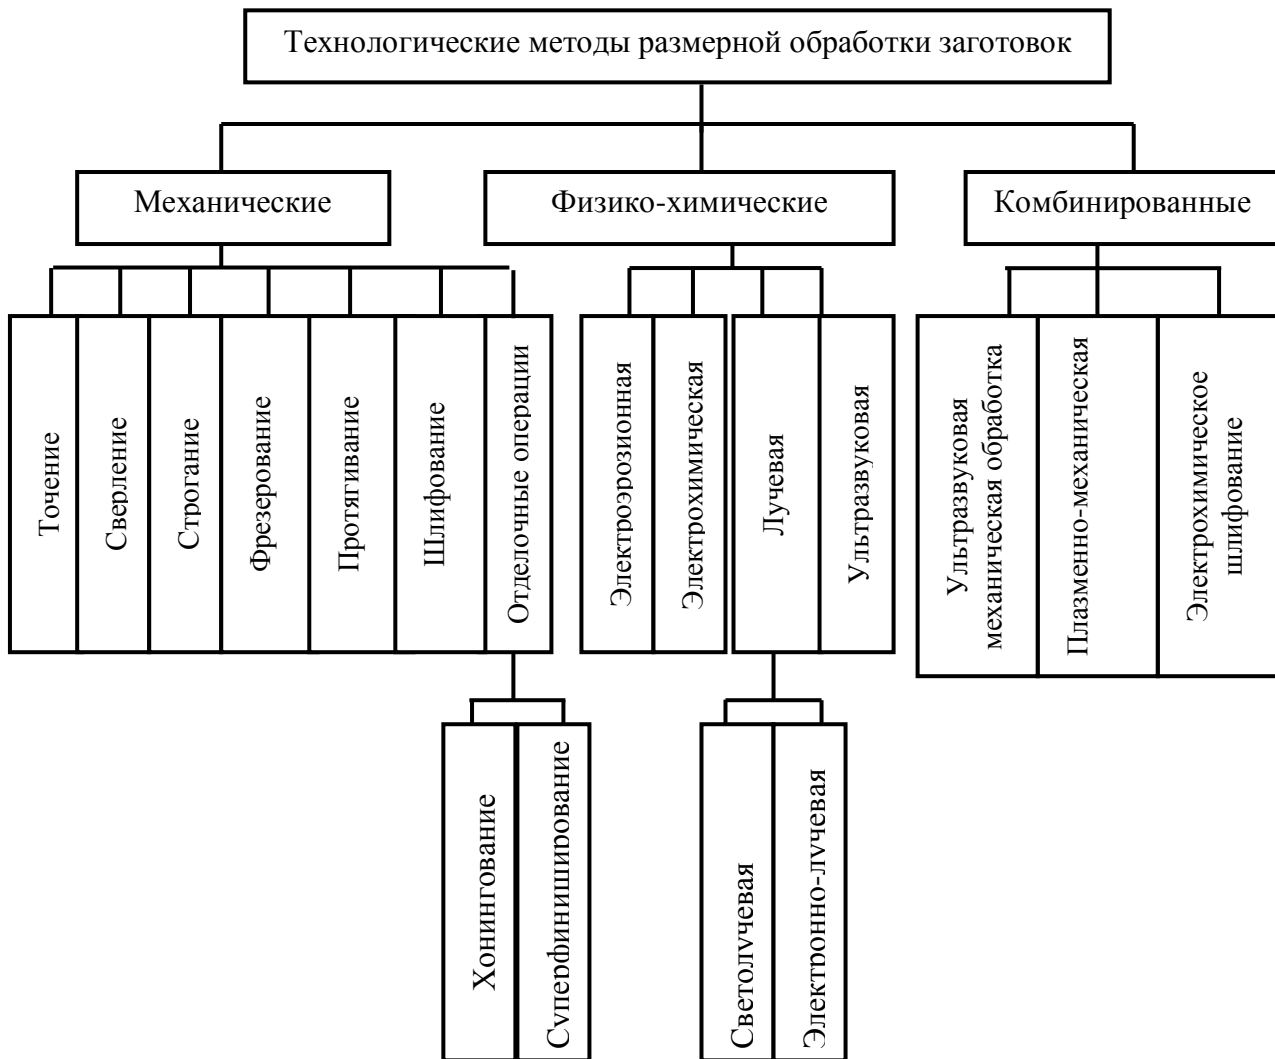 Технологические методы размерной обработки заготовок
Механические
Физико-химические
Комбинированные
Точение
Сверление
Строгание
Фрезерование
Протягивание
Шлифование
Отделочные операции
Электроэрозионная
Электрохимическая
Лучевая
Ультразвуковая
Ультразвуковая
механическая обработка
Плазменно-механическая
Электрохимическое
шлифование
Хонингование
Суперфиниширование
Светолучевая
Электронно-лучевая